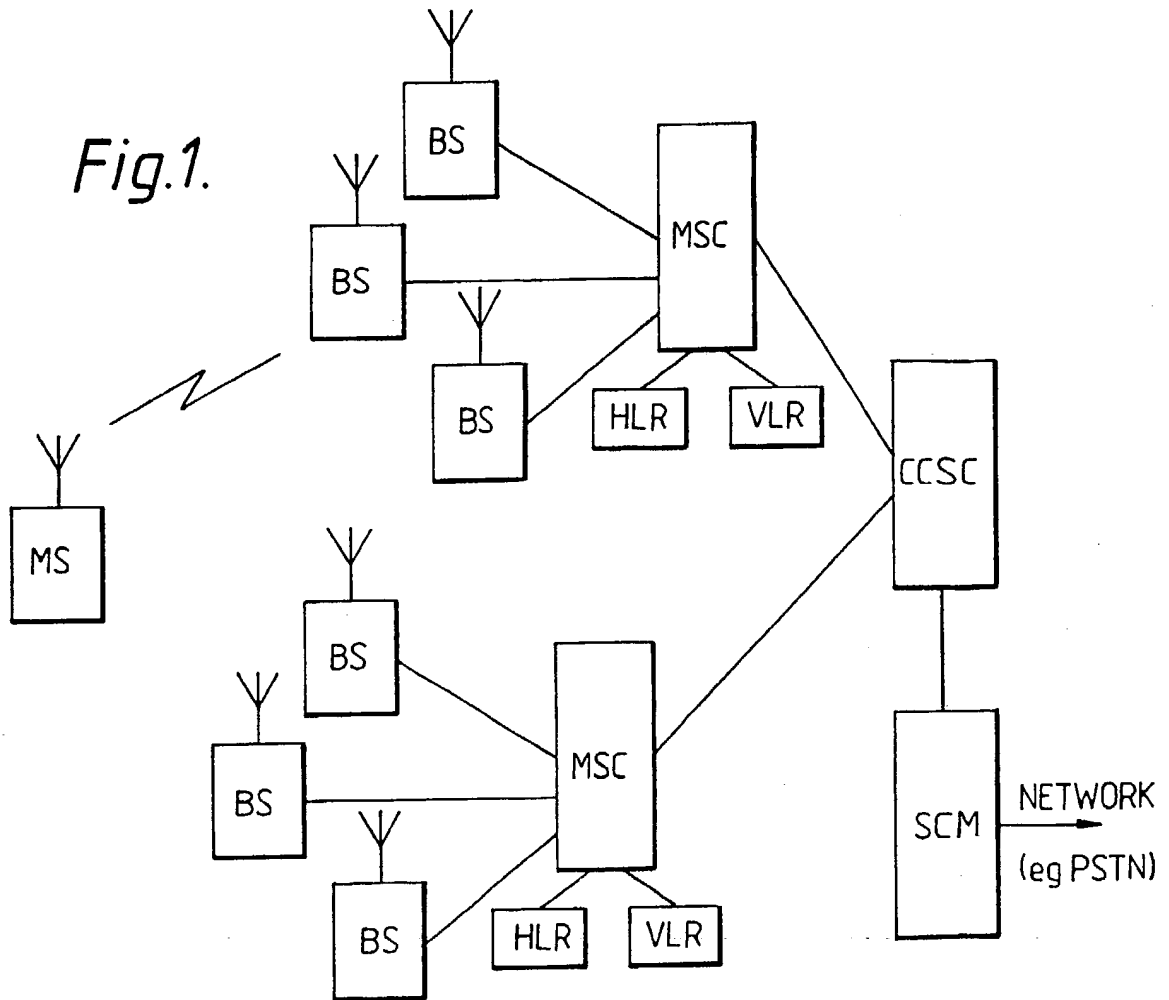 Fig.1.
BS
MSC
BS
BS
HLR
VLR
CCSC
MS
BS
MSC
BS
BS
HLR
VLR
SCM
NETWORK
(eg PSTN)